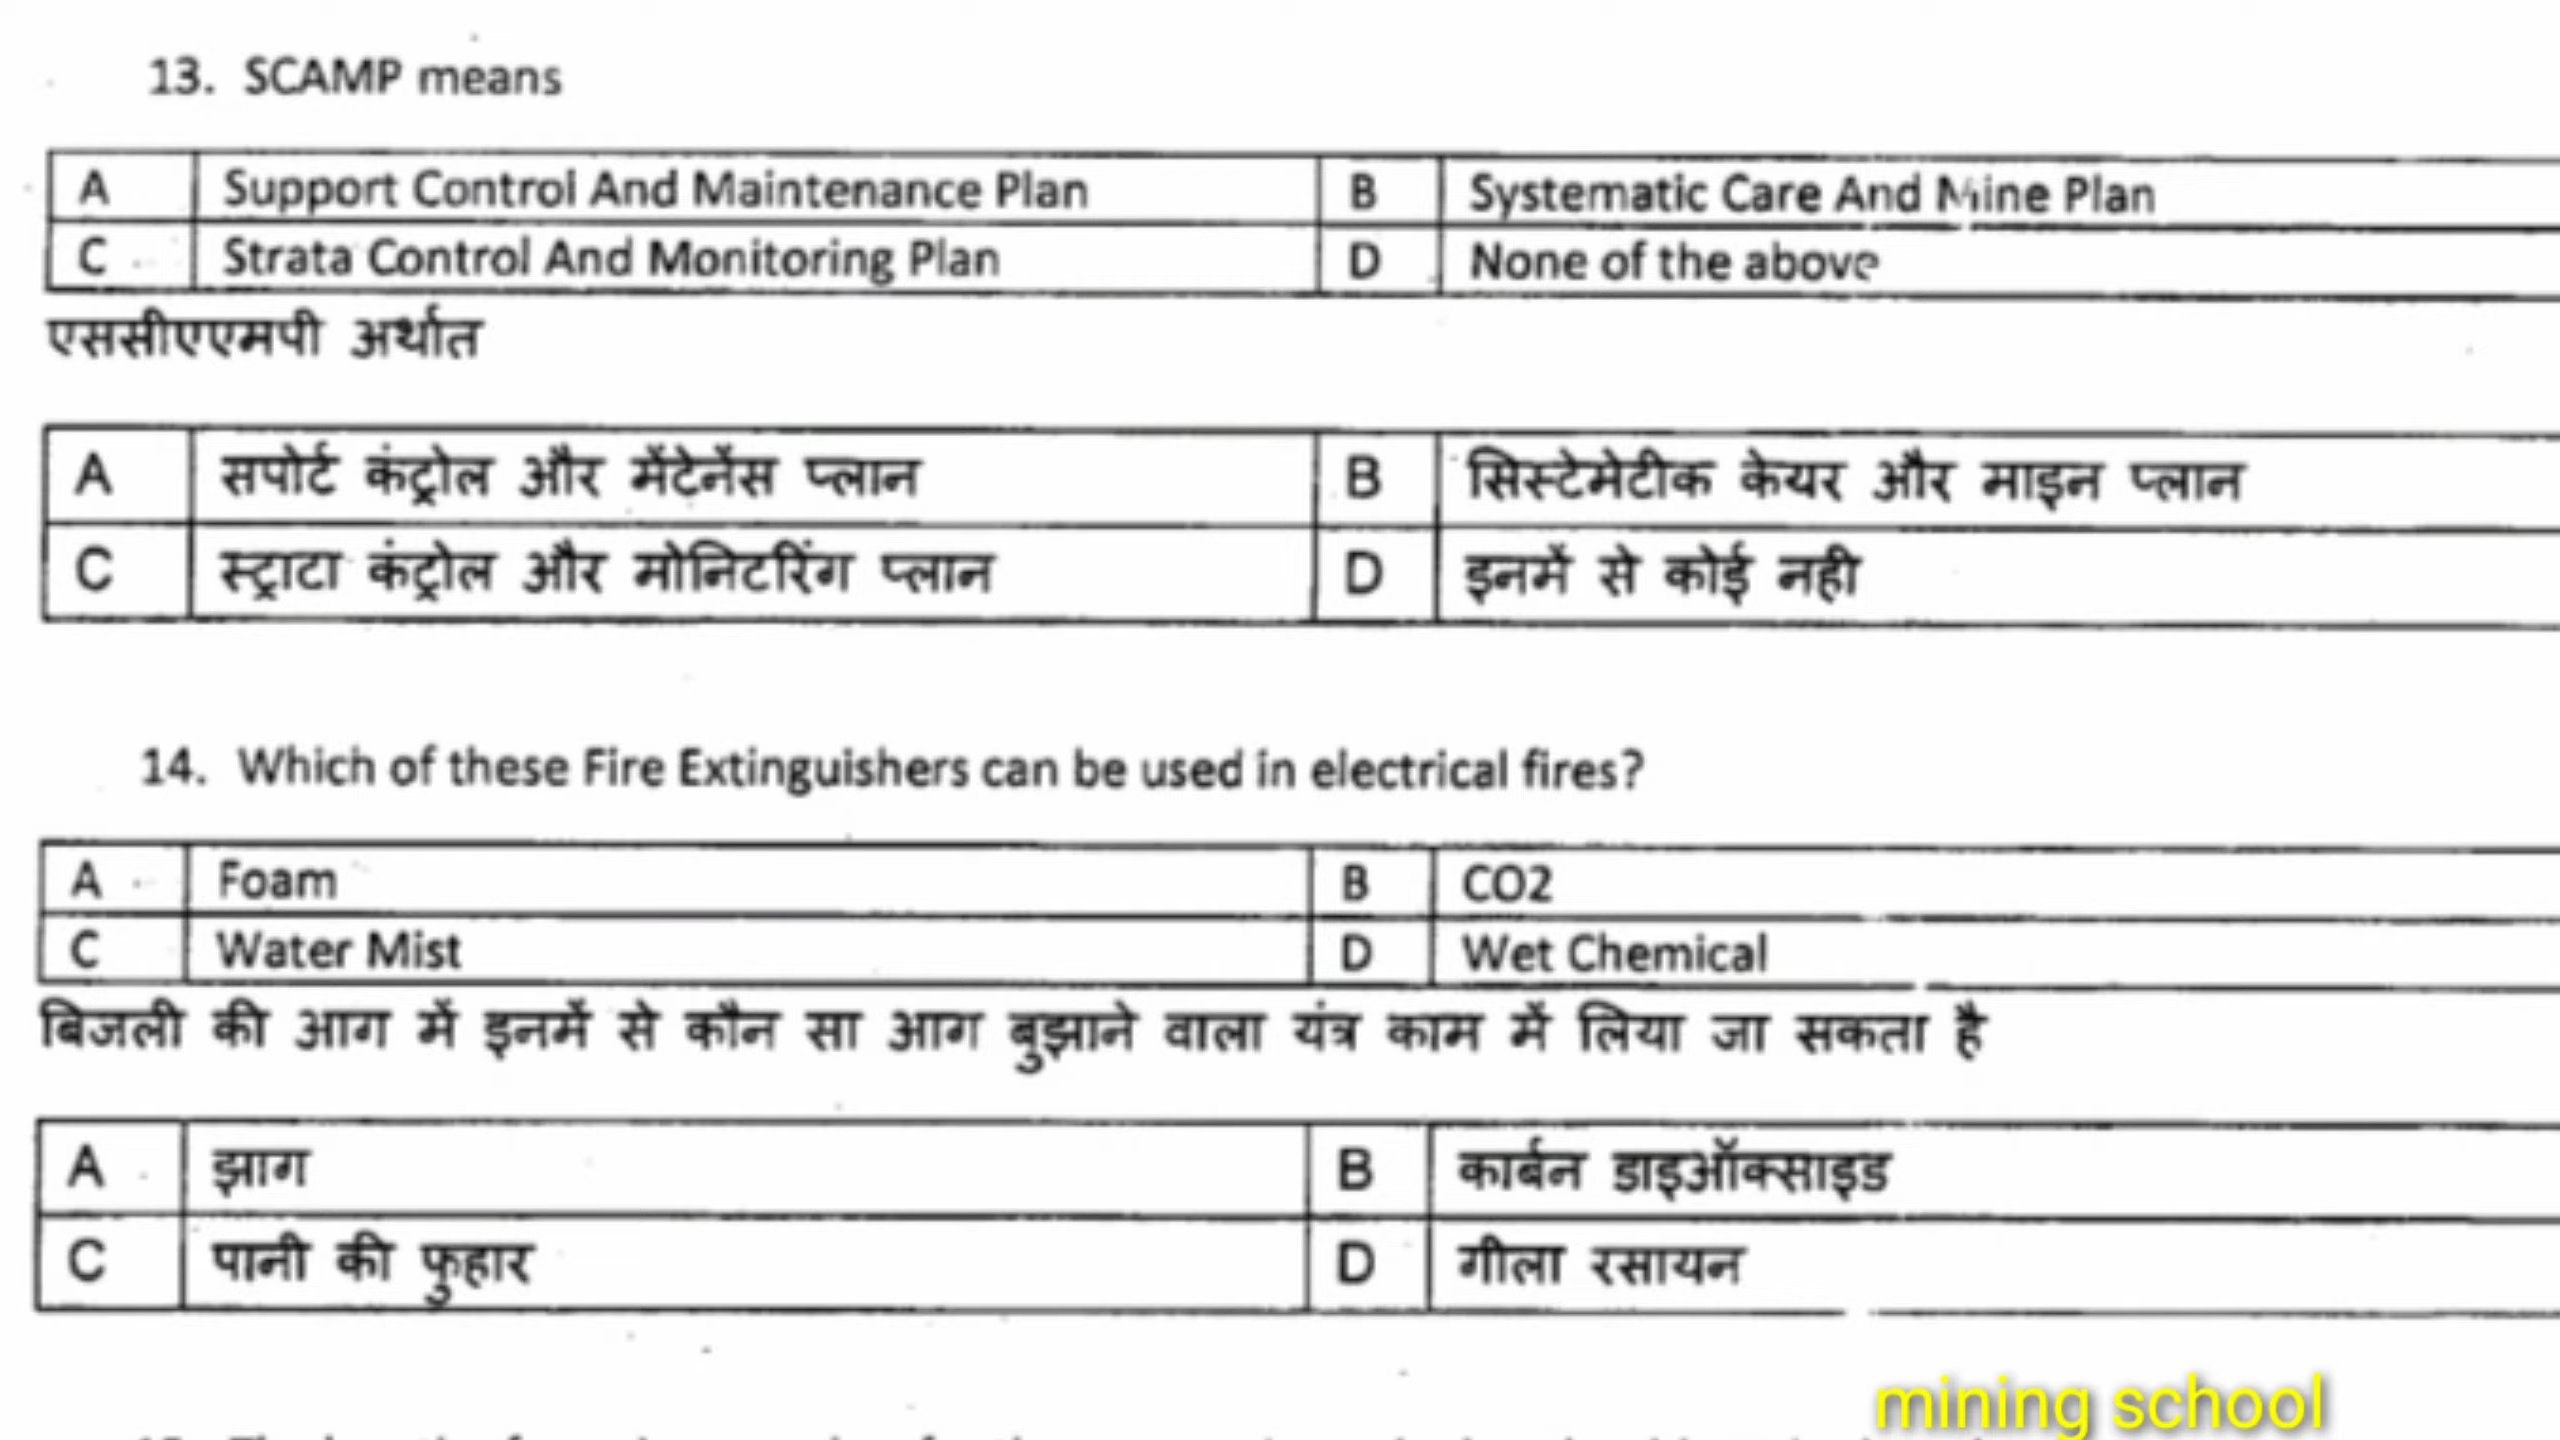 13. SCAMP means
A Support Control And Maintenance Plan B Systematic Care And Mine Plan
C Strata Control And Monitoring Plan D None of the above
एससीएएमपी अर्थात
A सपोर्ट कंट्रोल और मेंटेनेंस प्लान B सिस्टेमेटीक केयर और माइन प्लान
C स्ट्राटा कंट्रोल और मोनिटरिंग प्लान D इनमें से कोई नही
14. Which of these Fire Extinguishers can be used in electrical fires?
A Foam B CO2
C Water Mist D Wet Chemical
बिजली की आग में इनमें से कौन सा आग बुझाने वाला यंत्र काम में लिया जा सकता है
A झाग B कार्बन डाइऑक्साइड
C पानी की फुहार D गीला रसायन
mining school